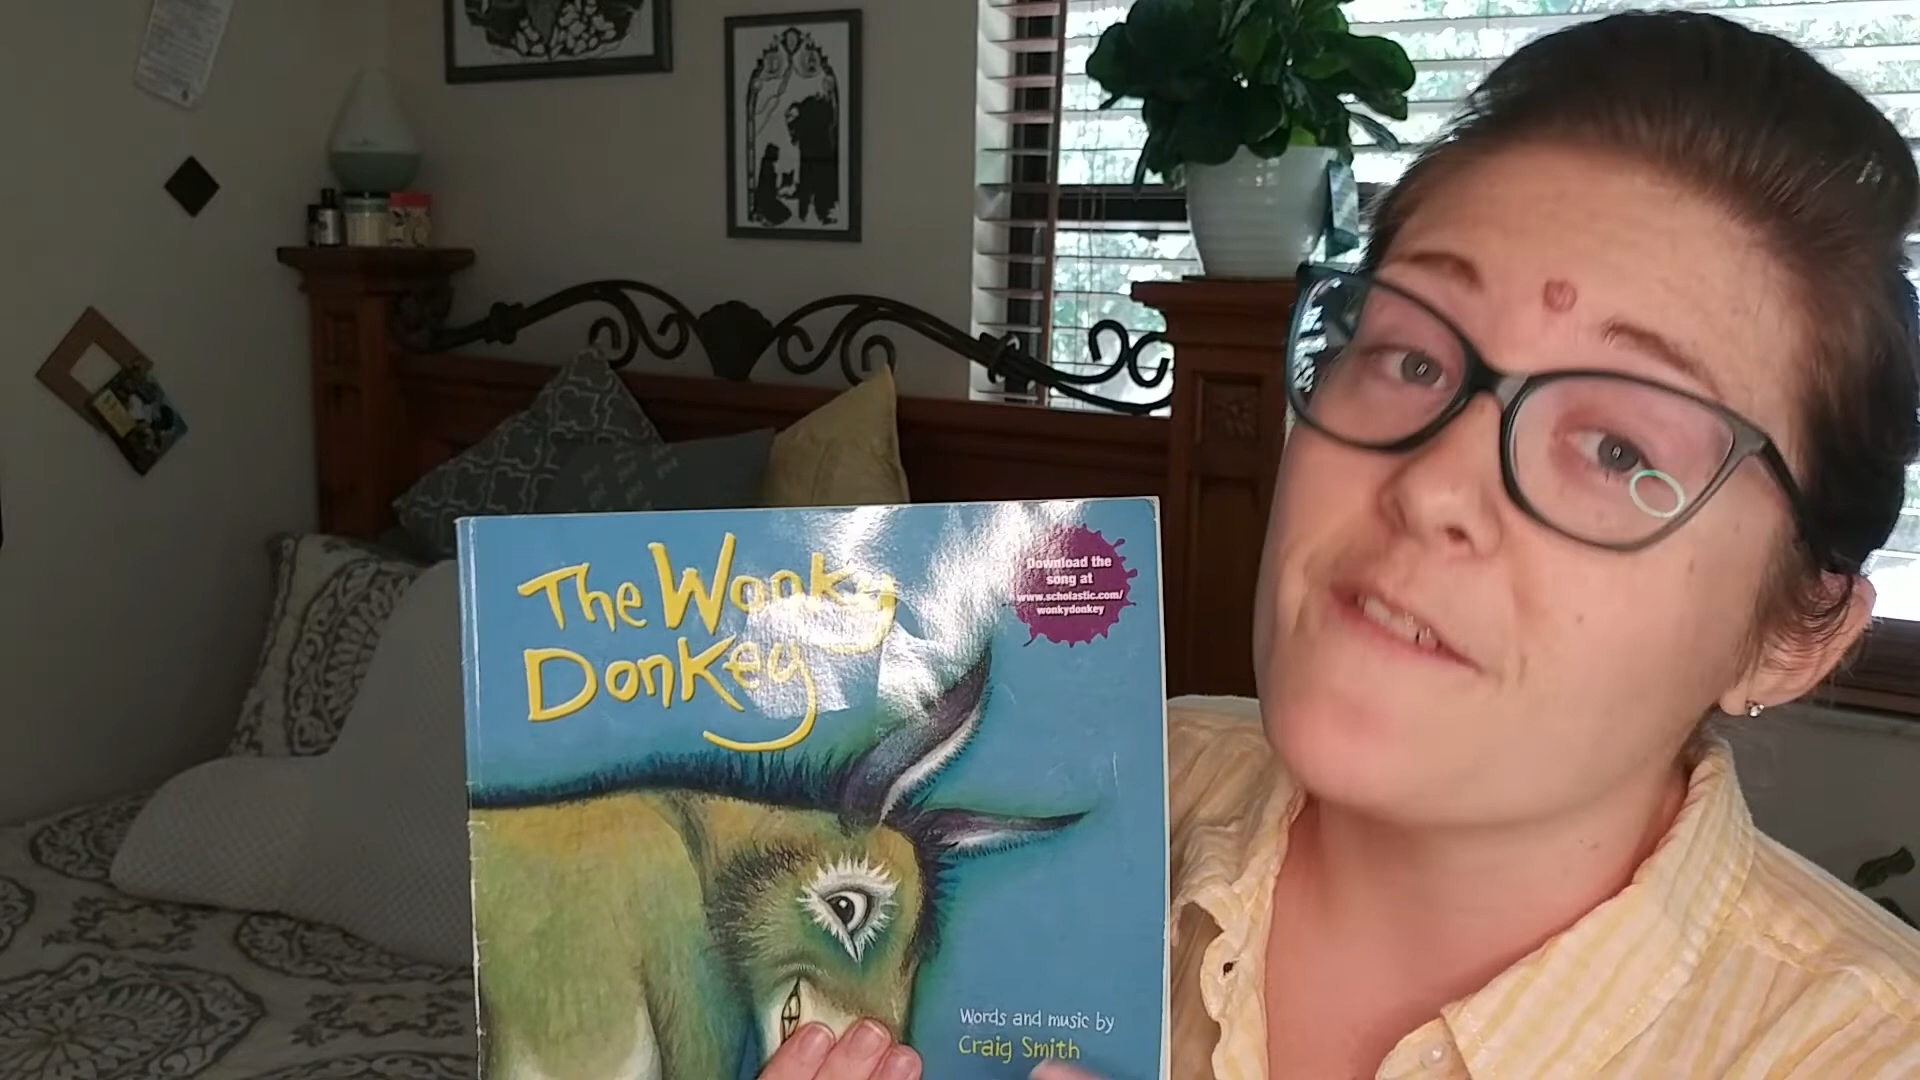 The Wonky
Donkey
Download the
song at
www.scholastic.com/
wonkydonkey
Words and music by
Craig Smith